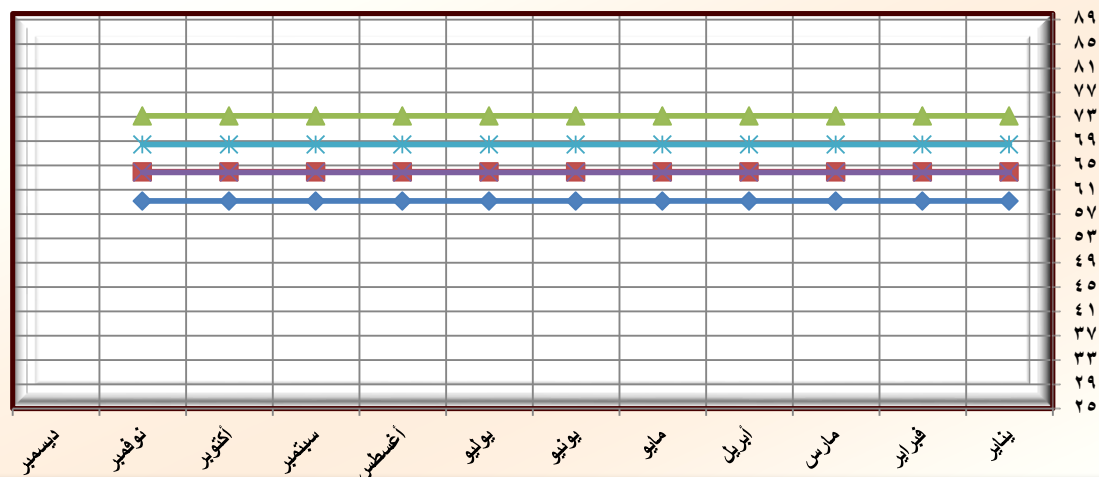 ٨٩
٨٥
٨١
٧٧
٧٣
٦٩
٦٥
٦١
٥٧
٥٣
٤٩
٤٥
٤١
٣٧
٣٣
٢٩
٢٥
يناير
فبراير
مارس
أبريل
مايو
يونيو
يوليو
أغسطس
سبتمبر
أكتوبر
نوفمبر
ديسمبر